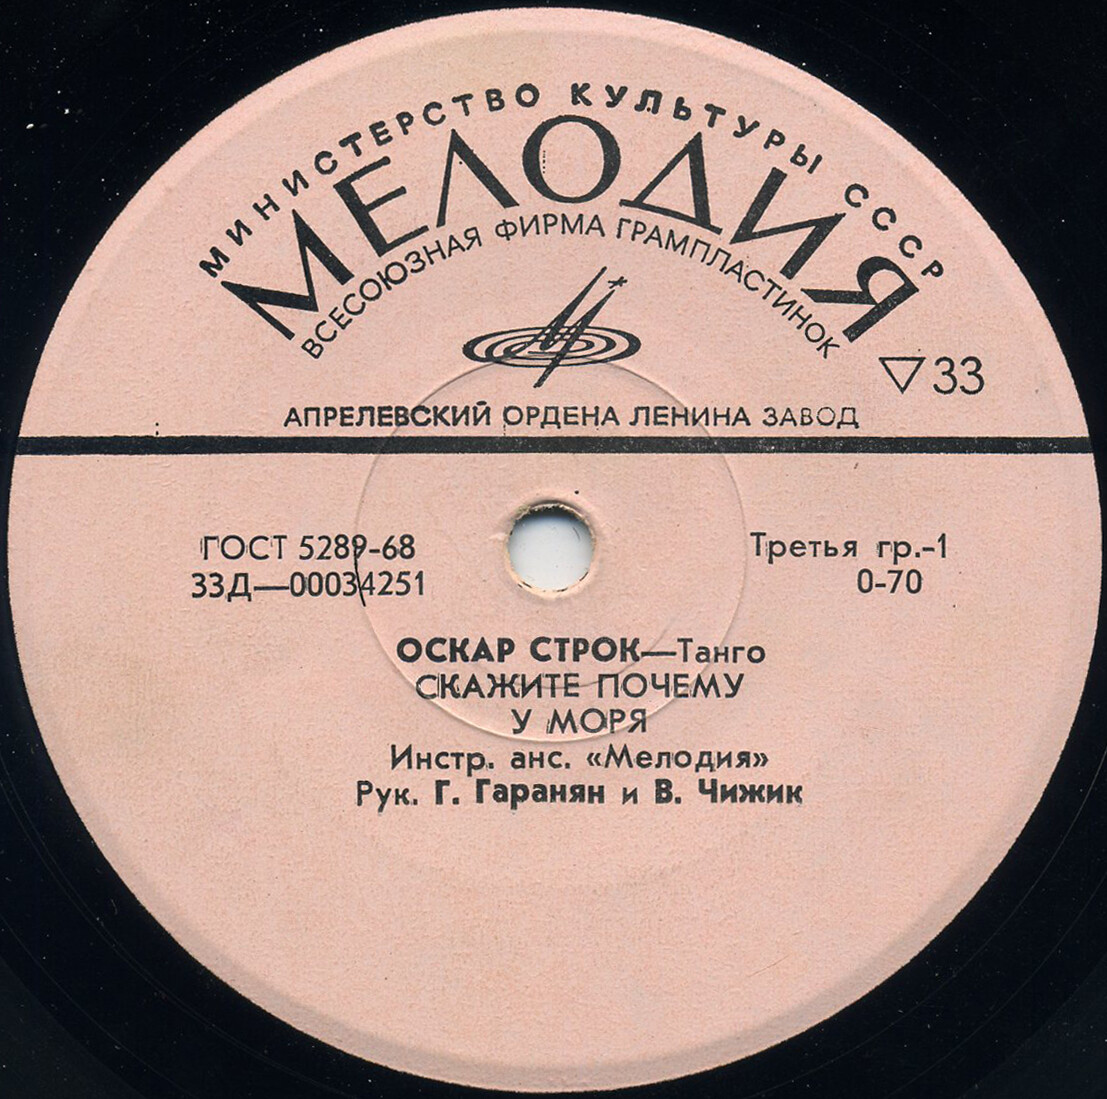 МИНИСТЕРСТВО КУЛЬТУРЫ СССР
МЕЛОДИЯ
ВСЕСОЮЗНАЯ ФИРМА ГРАМПЛАСТИНОК
▽33
АПРЕЛЕВСКИЙ ОРДЕНА ЛЕНИНА ЗАВОД
ГОСТ 5289-68
Третья гр.-1
33Д—00034251
0-70
ОСКАР СТРОК—Танго
СКАЖИТЕ ПОЧЕМУ
У МОРЯ
Инстр. анс. «Мелодия»
Рук. Г. Гаранян и В. Чижик